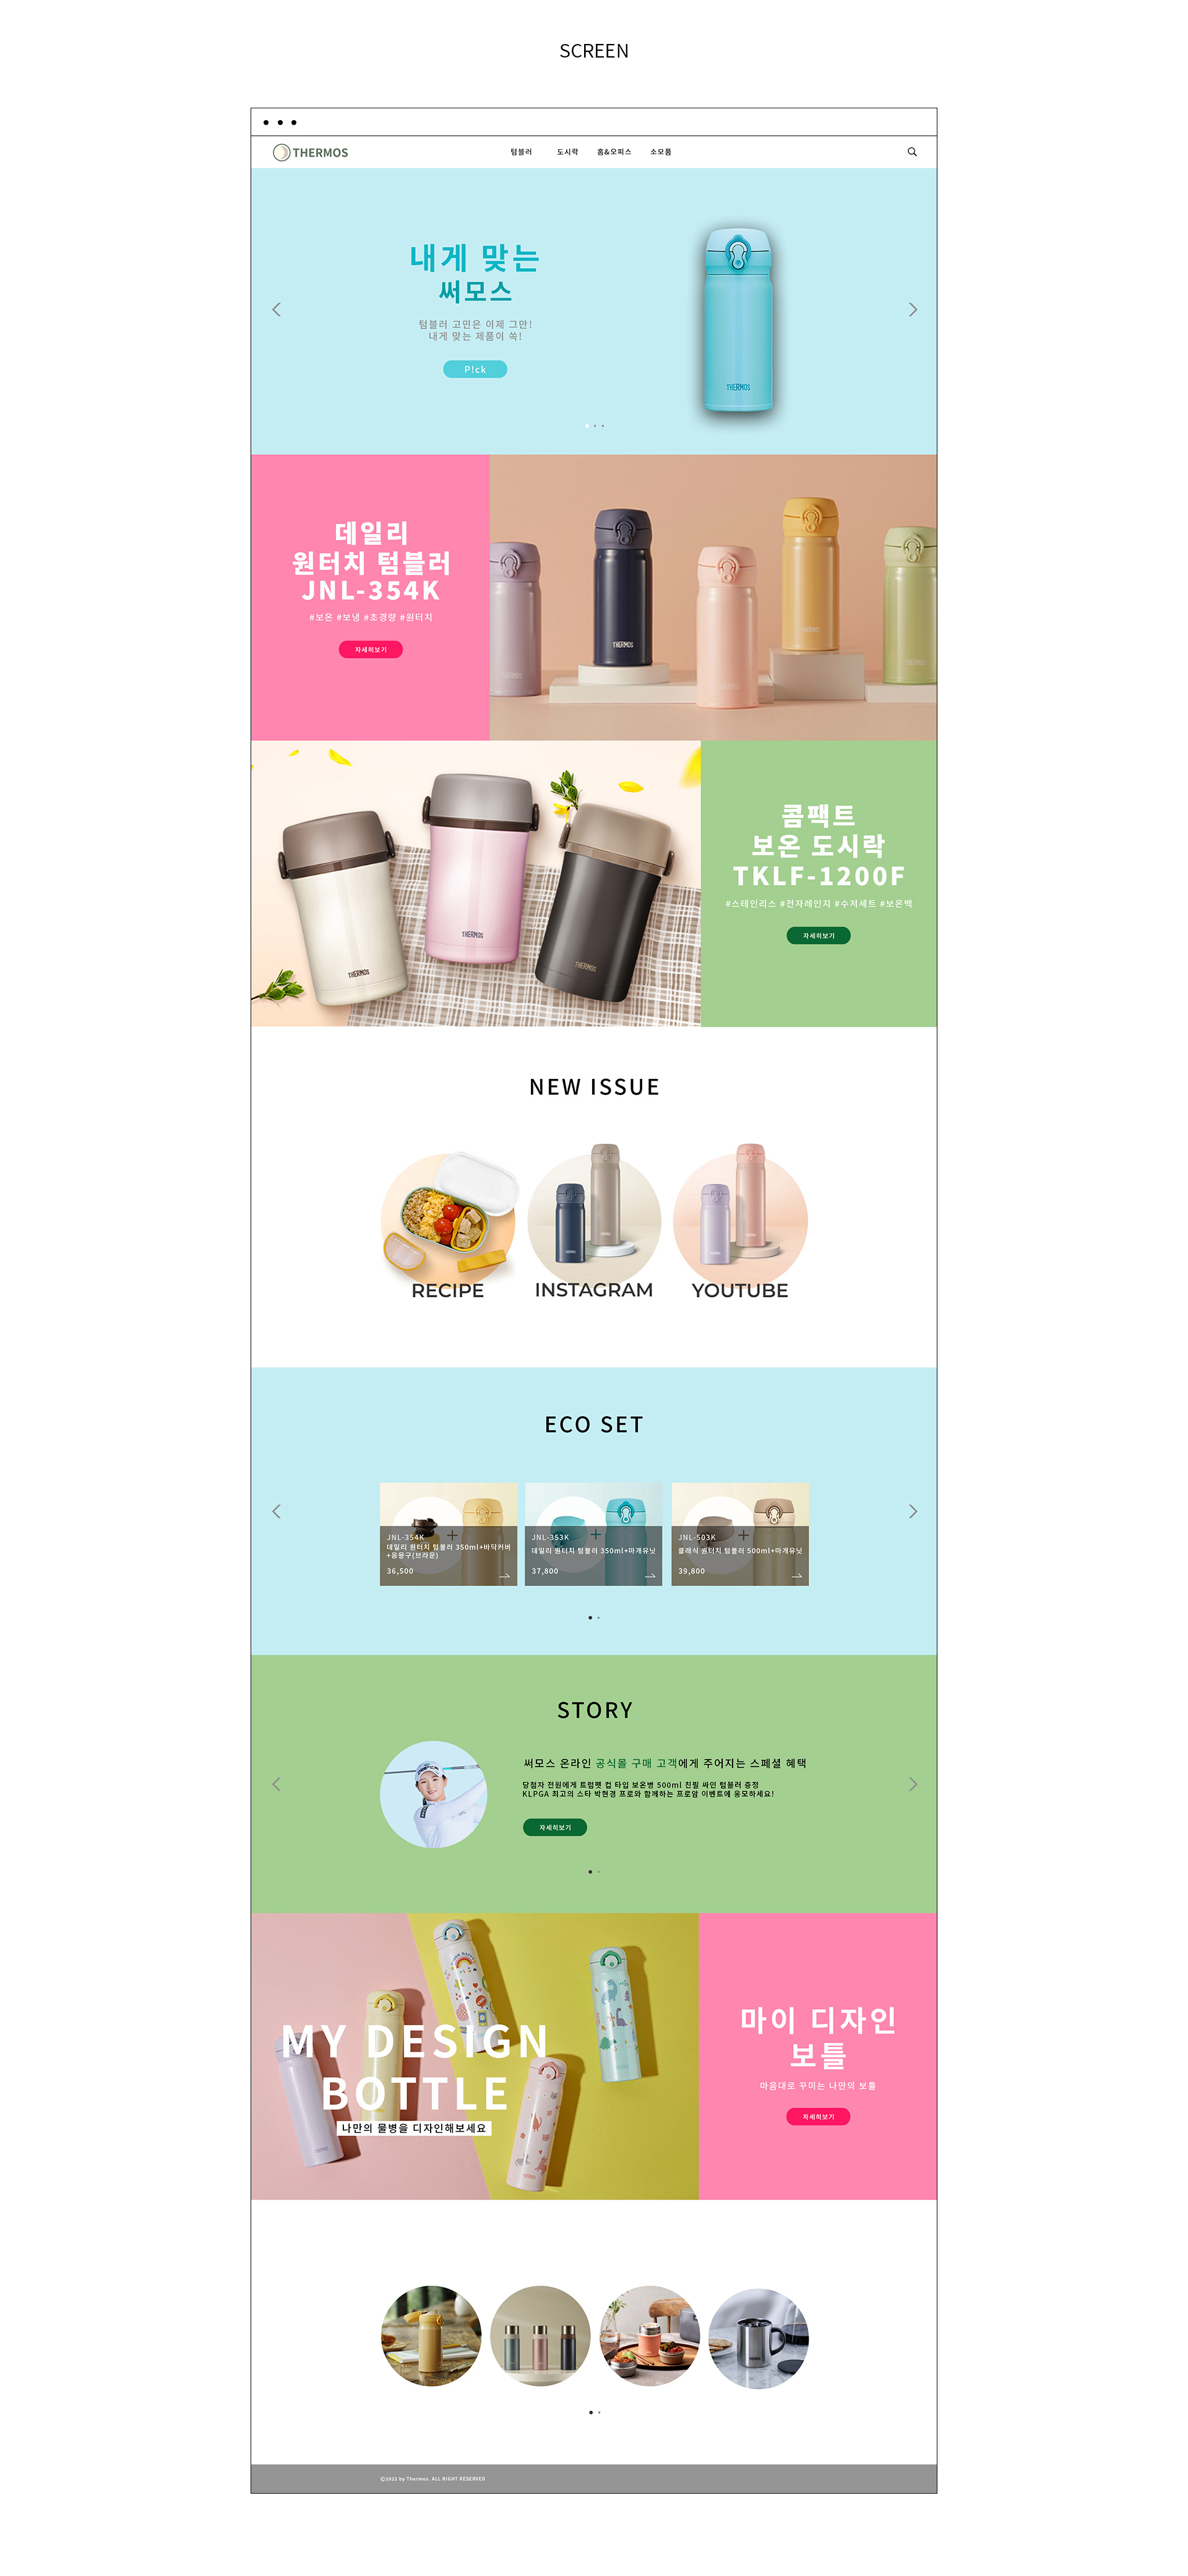 SCREEN
THERMOS
텀블러 도시락 홈&오피스 소모품
내게 맞는
써모스
텀블러 고민은 이제 그만!
내게 맞는 제품이 쏙!
P!ck
THERMOS
데일리
원터치 텀블러
JNL-354K
#보온 #보냉 #초경량 #원터치
자세히보기
THERMOS
THERMOS
THERMOS
THERMOS
콤팩트
보온 도시락
TKLF-1200F
#스테인리스 #전자레인지 #수저세트 #보온백
자세히보기
NEW ISSUE
RECIPE
INSTAGRAM
YOUTUBE
ECO SET
JNL-354K
데일리 원터치 텀블러 350ml+바닥커버
+음용구(브라운)
36,500
JNL-353K
데일리 원터치 텀블러 350ml+마개유닛
37,800
JNL-503K
클래식 원터치 텀블러 500ml+마개유닛
39,800
STORY
써모스 온라인 공식몰 구매 고객에게 주어지는 스페셜 혜택
당첨자 전원에게 트럼펫 컵 타입 보온병 500ml 친필 싸인 텀블러 증정
KLPGA 최고의 스타 박현경 프로와 함께하는 프로암 이벤트에 응모하세요!
자세히보기
MY DESIGN
BOTTLE
나만의 물병을 디자인해보세요
마이 디자인
보틀
마음대로 꾸미는 나만의 보틀
자세히보기
©2022 by Thermos. ALL RIGHT RESERVED